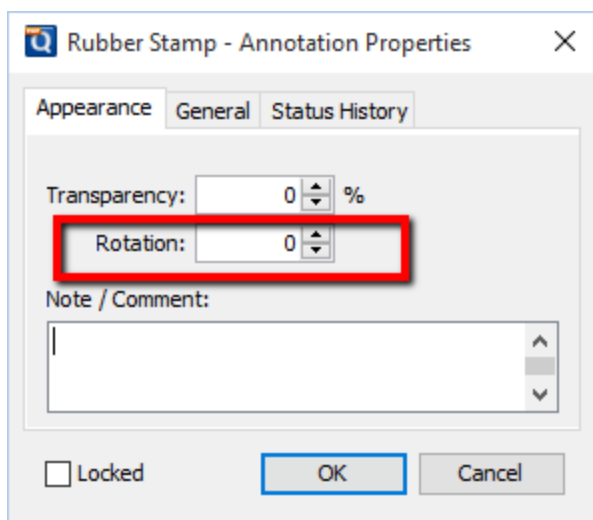 Rubber Stamp - Annotation Properties
Appearance General Status History
Transparency: 0 %
Rotation: 0
Note / Comment:
Locked OK Cancel